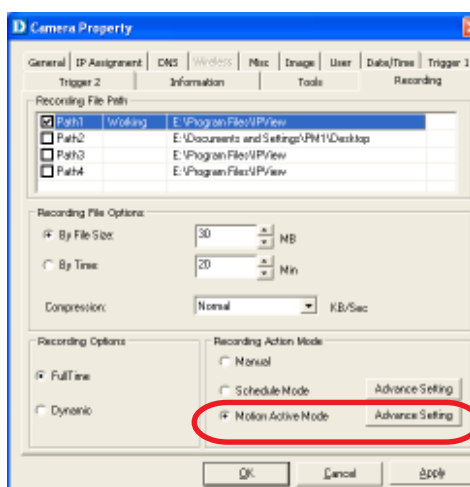 D Camera Property
General IP Assignment DNS Wireless Misc Image User Date/Time Trigger 1
Trigger 2 Information Tools Recording
Recording File Path
Path1 Working E:\Program Files\IPView
Path2 E:\Documents and Settings\PM1\Desktop
Path3 E:\Program Files\IPView
Path4 E:\Program Files\IPView
Recording File Options
By File Size: 30 MB
By Time: 20 Min
Compression: Normal KB/Sec
Recording Options
FullTime
Dynamic
Recording Action Mode
Manual
Schedule Mode Advance Setting
Motion Active Mode Advance Setting
OK Cancel Apply